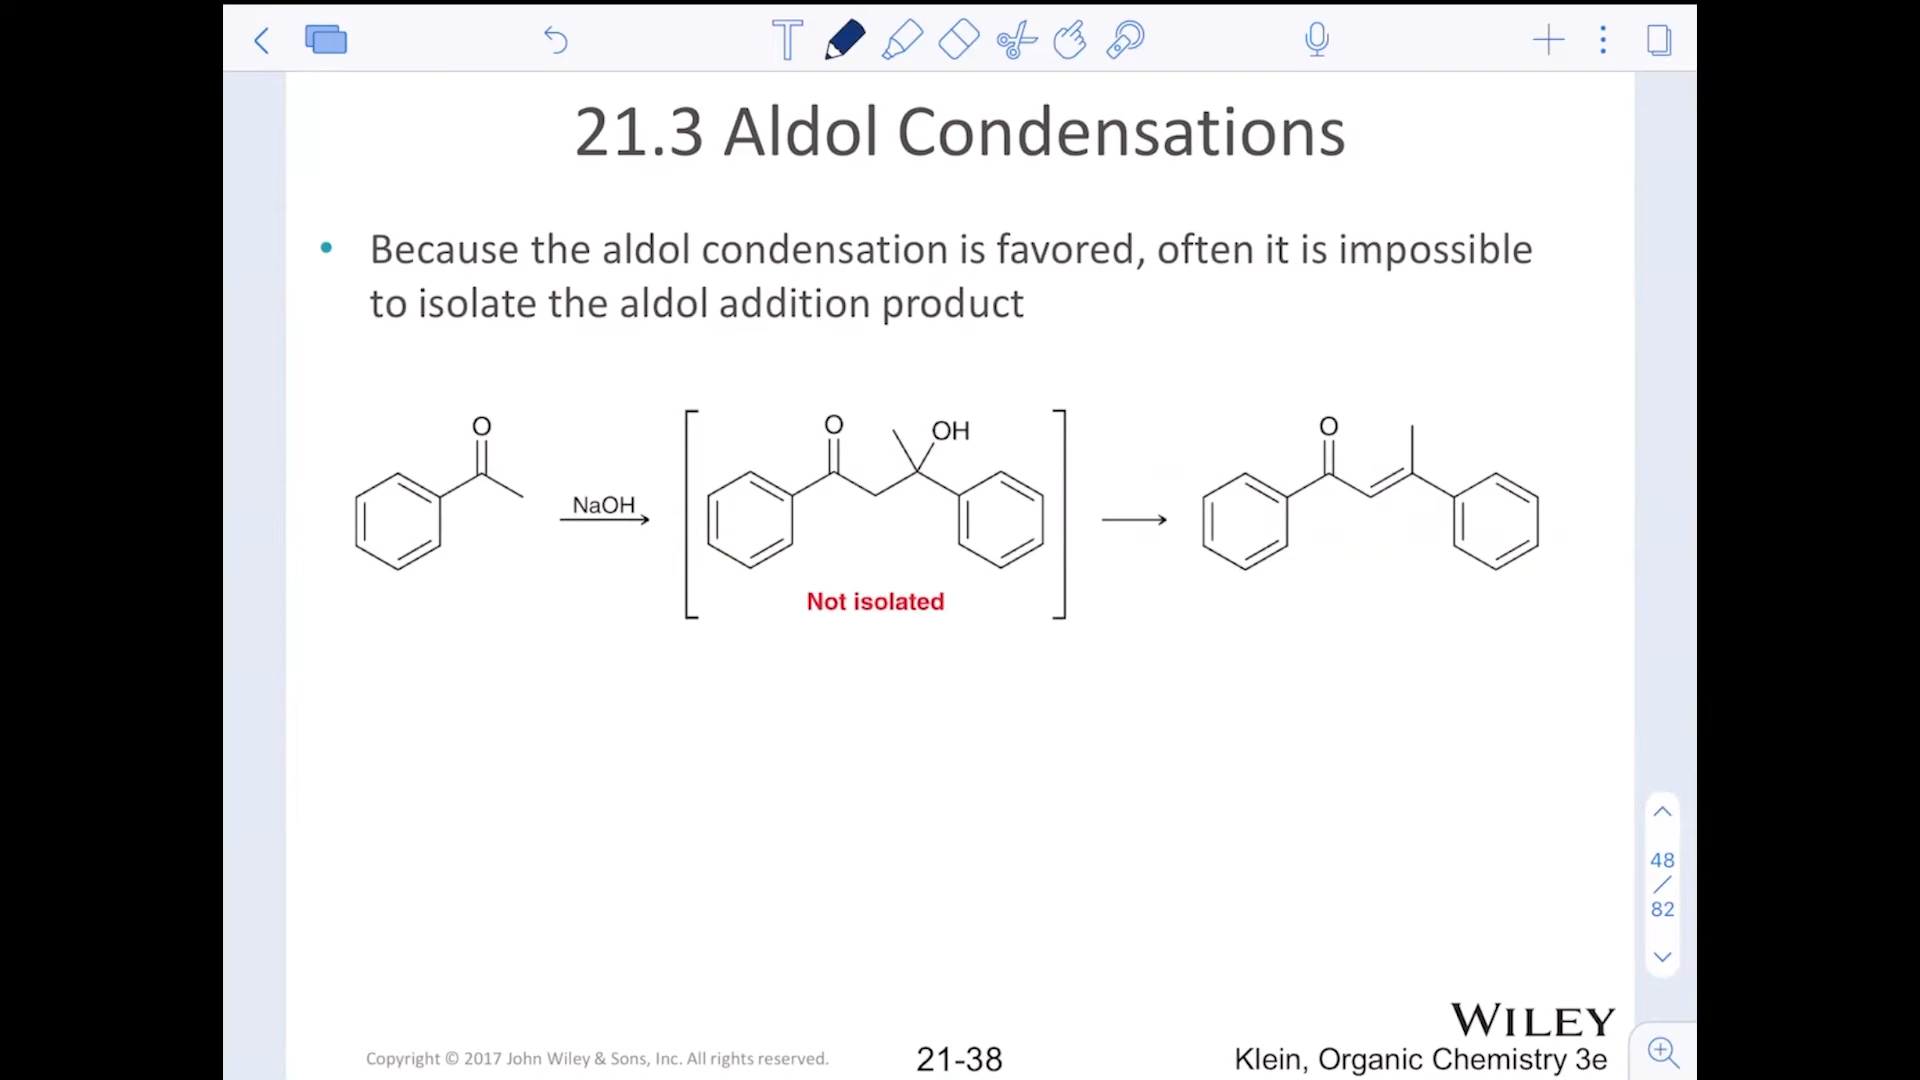 T
21.3 Aldol Condensations
• Because the aldol condensation is favored, often it is impossible
to isolate the aldol addition product
O
NaOH
O
OH
Not isolated
O
48
/
82
WILEY
Copyright © 2017 John Wiley & Sons, Inc. All rights reserved.
21-38
Klein, Organic Chemistry 3e